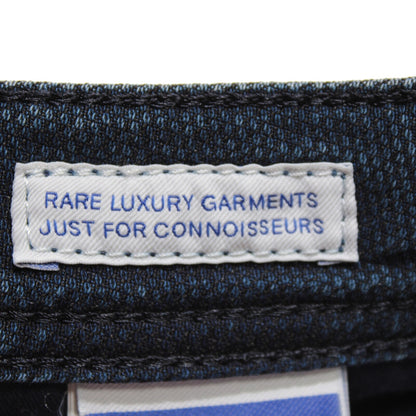 RARE LUXURY GARMENTS
JUST FOR CONNOISSEURS